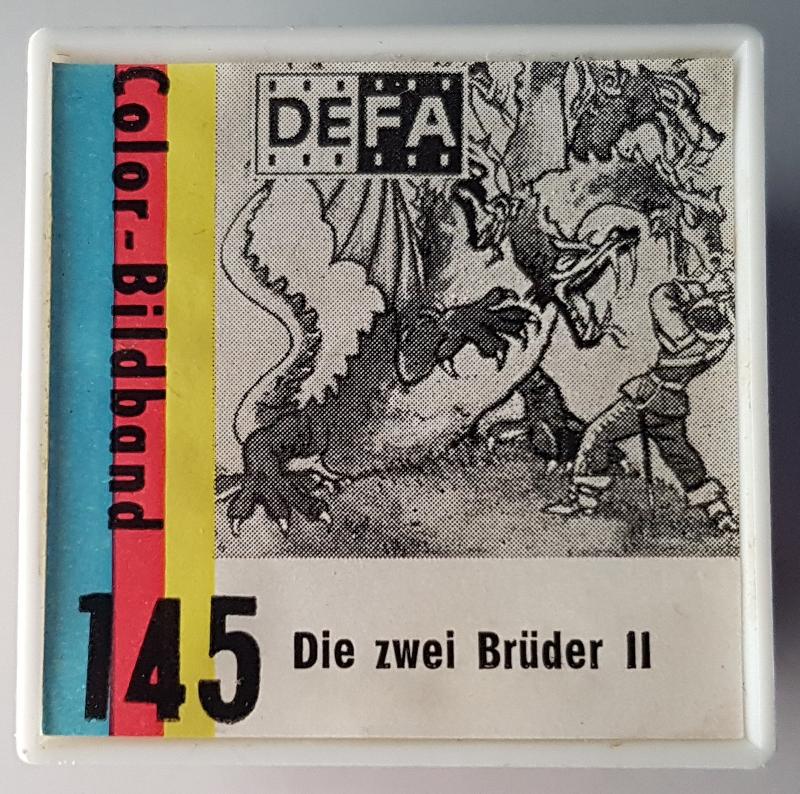 DEFA
Color-Bildband
145
Die zwei Brüder II